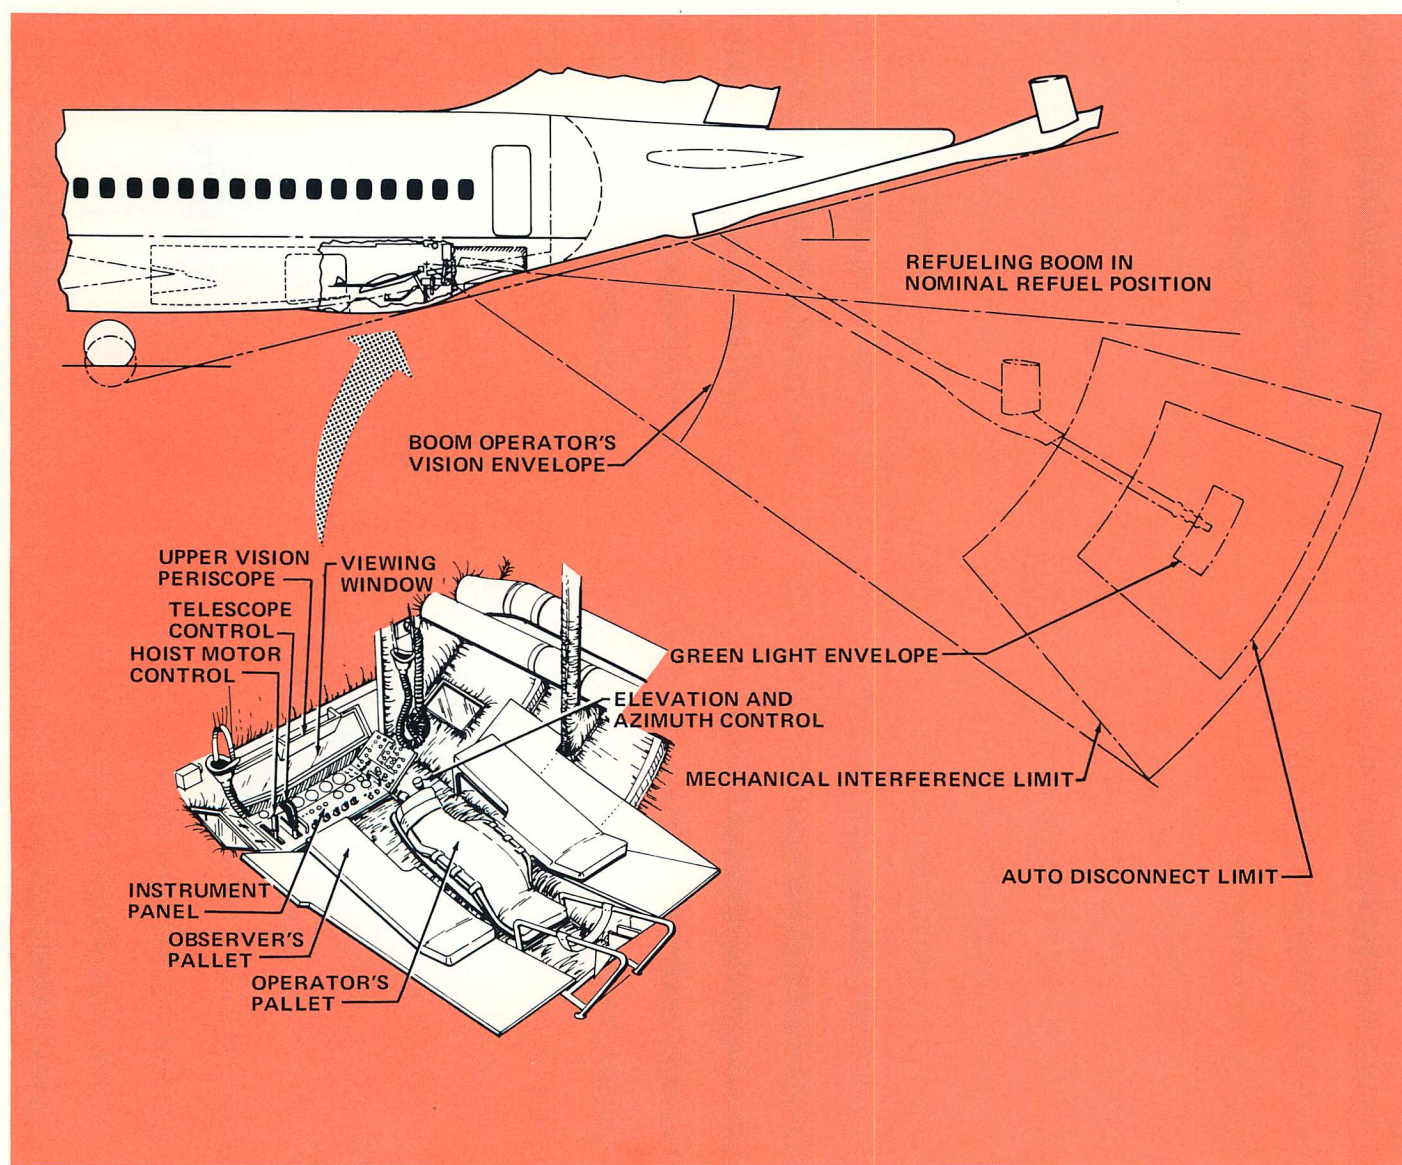 REFUELING BOOM IN
NOMINAL REFUEL POSITION
BOOM OPERATOR'S
VISION ENVELOPE
UPPER VISION
PERISCOPE
VIEWING
WINDOW
TELESCOPE
CONTROL
HOIST MOTOR
CONTROL
GREEN LIGHT ENVELOPE
ELEVATION AND
AZIMUTH CONTROL
MECHANICAL INTERFERENCE LIMIT
AUTO DISCONNECT LIMIT
INSTRUMENT
PANEL
OBSERVER'S
PALLET
OPERATOR'S
PALLET